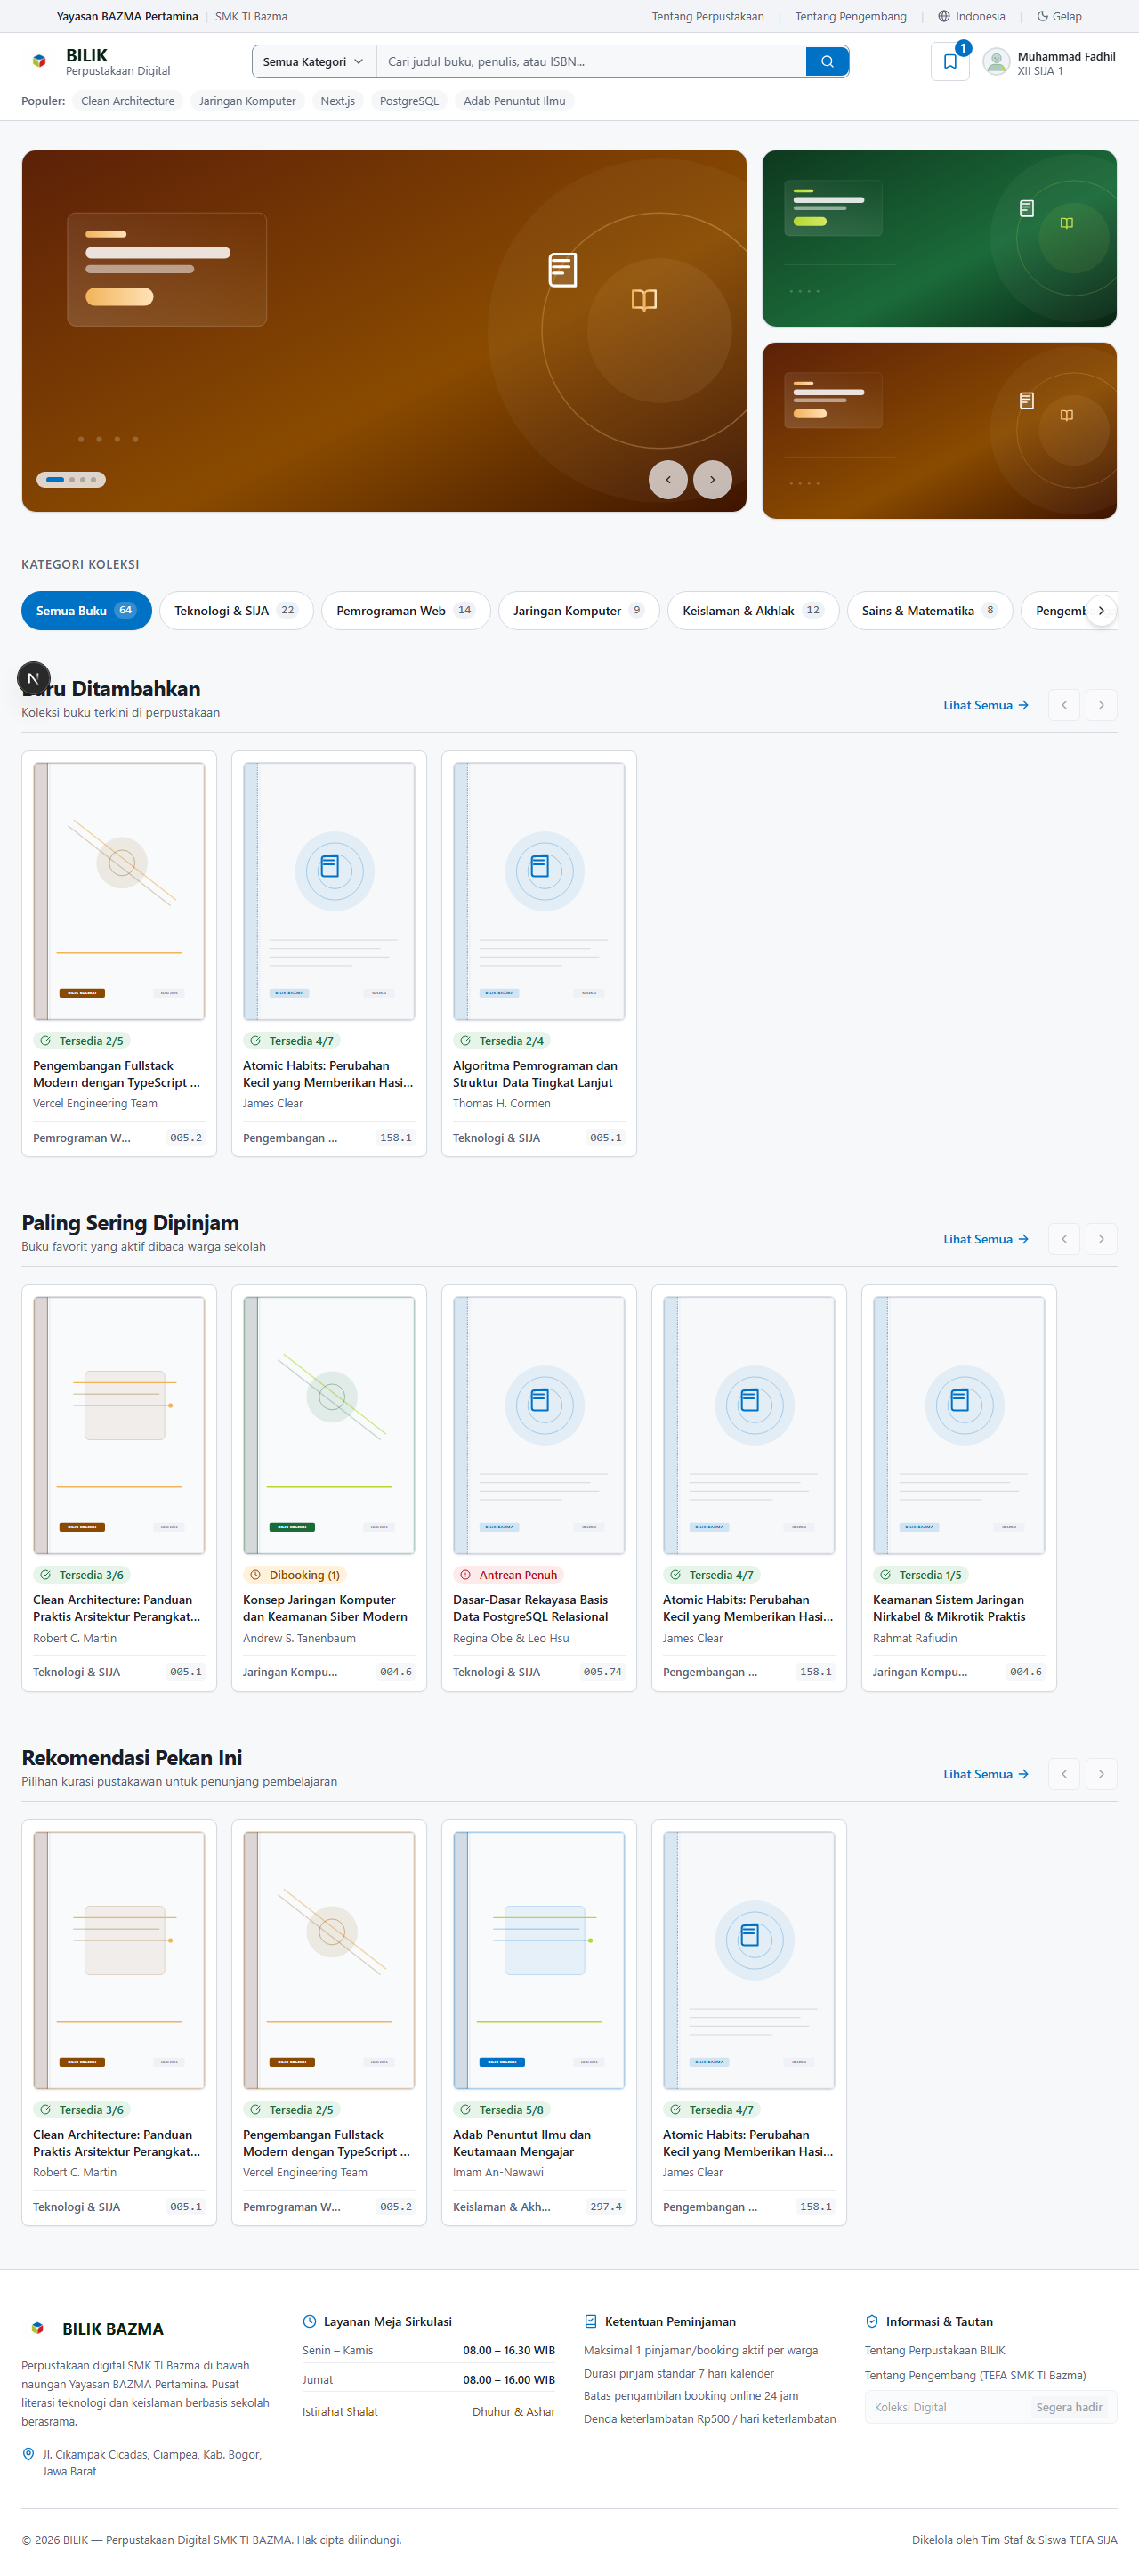 Yayasan BAZMA Pertamina | SMK TI Bazma
Tentang Perpustakaan | Tentang Pengembang | Indonesia | Gelap
BILIK
Perpustakaan Digital
Semua Kategori
Cari judul buku, penulis, atau ISBN...
1
Muhammad Fadhil
XII SIJA 1
Populer: Clean Architecture Jaringan Komputer Next.js PostgreSQL Adab Penuntut Ilmu
KATEGORI KOLEKSI
Semua Buku 64
Teknologi & SIJA 22
Pemrograman Web 14
Jaringan Komputer 9
Keislaman & Akhlak 12
Sains & Matematika 8
Ditambahkan
Koleksi buku terkini di perpustakaan
Lihat Semua
BILIK BAZMA
BILIK BAZMA
Tersedia 2/5
Pengembangan Fullstack
Modern dengan TypeScript ...
Vercel Engineering Team
Pemrograman W...
005.2
Tersedia 4/7
Atomic Habits: Perubahan
Kecil yang Memberikan Hasi...
James Clear
Pengembangan ...
158.1
Tersedia 2/4
Algoritma Pemrograman dan
Struktur Data Tingkat Lanjut
Thomas H. Cormen
Teknologi & SIJA
005.1
Paling Sering Dipinjam
Buku favorit yang aktif dibaca warga sekolah
Lihat Semua
BILIK BAZMA
BILIK BAZMA
BILIK BAZMA
Tersedia 3/6
Clean Architecture: Panduan
Praktis Arsitektur Perangkat...
Robert C. Martin
Teknologi & SIJA
005.1
Dibooking (1)
Konsep Jaringan Komputer
dan Keamanan Siber Modern
Andrew S. Tanenbaum
Jaringan Kompu...
004.6
Antrean Penuh
Dasar-Dasar Rekayasa Basis
Data PostgreSQL Relasional
Regina Obe & Leo Hsu
Teknologi & SIJA
005.74
Tersedia 4/7
Atomic Habits: Perubahan
Kecil yang Memberikan Hasi...
James Clear
Pengembangan ...
158.1
Tersedia 1/5
Keamanan Sistem Jaringan
Nirkabel & Mikrotik Praktis
Rahmat Rafiudin
Jaringan Kompu...
004.6
Rekomendasi Pekan Ini
Pilihan kurasi pustakawan untuk penunjang pembelajaran
Lihat Semua
BILIK BAZMA
Tersedia 3/6
Clean Architecture: Panduan
Praktis Arsitektur Perangkat...
Robert C. Martin
Teknologi & SIJA
005.1
Tersedia 2/5
Pengembangan Fullstack
Modern dengan TypeScript ...
Vercel Engineering Team
Pemrograman W...
005.2
Tersedia 5/8
Adab Penuntut Ilmu dan
Keutamaan Mengajar
Imam An-Nawawi
Keislaman & Akh...
297.4
Tersedia 4/7
Atomic Habits: Perubahan
Kecil yang Memberikan Hasi...
James Clear
Pengembangan ...
158.1
BILIK BAZMA
Perpustakaan digital SMK TI Bazma di bawah
naungan Yayasan BAZMA Pertamina. Pusat
literasi teknologi dan keislaman berbasis sekolah
berasrama.
Jl. Cikampak Cicadas, Ciampea, Kab. Bogor,
Jawa Barat
Layanan Meja Sirkulasi
Senin – Kamis 08.00 – 16.30 WIB
Jumat 08.00 – 16.00 WIB
Istirahat Shalat Dhuhur & Ashar
Ketentuan Peminjaman
Maksimal 1 pinjaman/booking aktif per warga
Durasi pinjam standar 7 hari kalender
Batas pengambilan booking online 24 jam
Denda keterlambatan Rp500 / hari keterlambatan
Informasi & Tautan
Tentang Perpustakaan BILIK
Tentang Pengembang (TEFA SMK TI Bazma)
Koleksi Digital Segera hadir
© 2026 BILIK — Perpustakaan Digital SMK TI BAZMA. Hak cipta dilindungi.
Dikelola oleh Tim Staf & Siswa TEFA SIJA